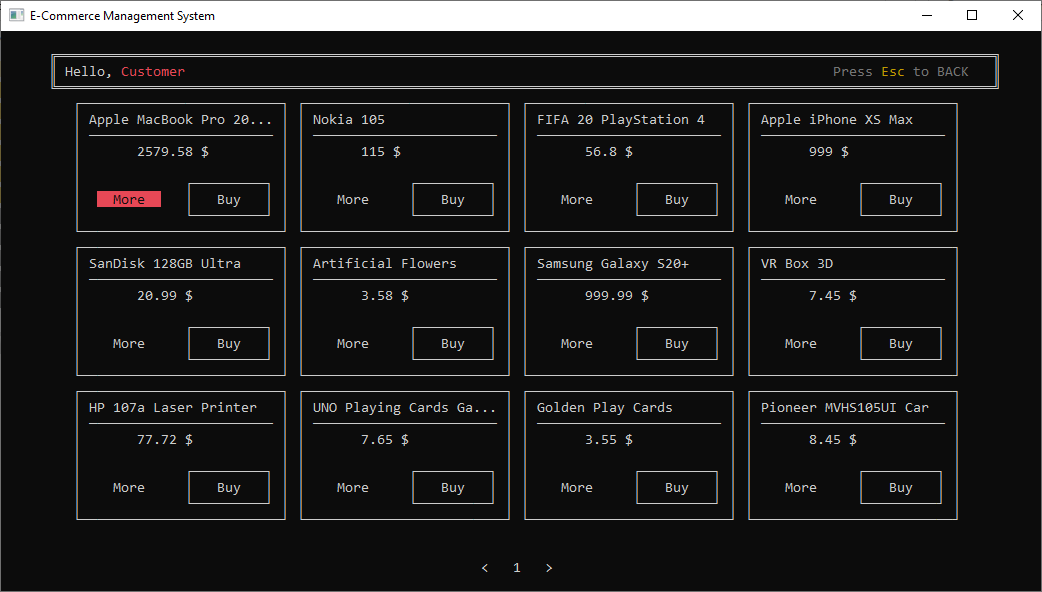 E-Commerce Management System
Hello, Customer Press Esc to BACK
Apple MacBook Pro 20... Nokia 105 FIFA 20 PlayStation 4 Apple iPhone XS Max
2579.58 $ 115 $ 56.8 $ 999 $
More Buy More Buy More Buy More Buy
SanDisk 128GB Ultra Artificial Flowers Samsung Galaxy S20+ VR Box 3D
20.99 $ 3.58 $ 999.99 $ 7.45 $
More Buy More Buy More Buy More Buy
HP 107a Laser Printer UNO Playing Cards Ga... Golden Play Cards Pioneer MVHS105UI Car
77.72 $ 7.65 $ 3.55 $ 8.45 $
More Buy More Buy More Buy More Buy
< 1 >